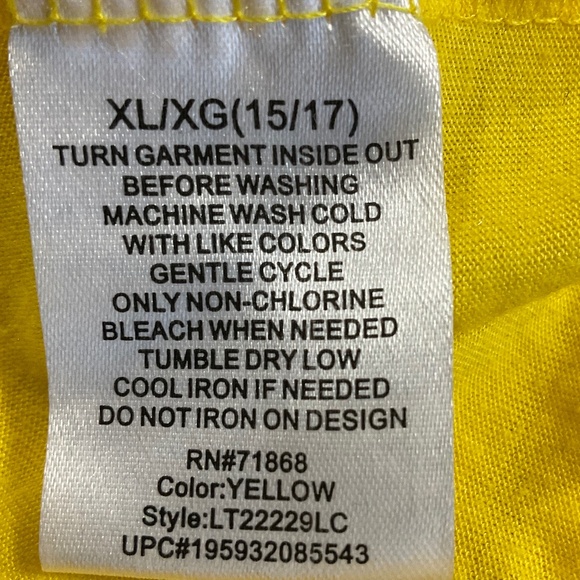 XL/XG(15/17)
TURN GARMENT INSIDE OUT
BEFORE WASHING
MACHINE WASH COLD
WITH LIKE COLORS
GENTLE CYCLE
ONLY NON-CHLORINE
BLEACH WHEN NEEDED
TUMBLE DRY LOW
COOL IRON IF NEEDED
DO NOT IRON ON DESIGN
RN#71868
Color:YELLOW
Style:LT22229LC
UPC#195932085543